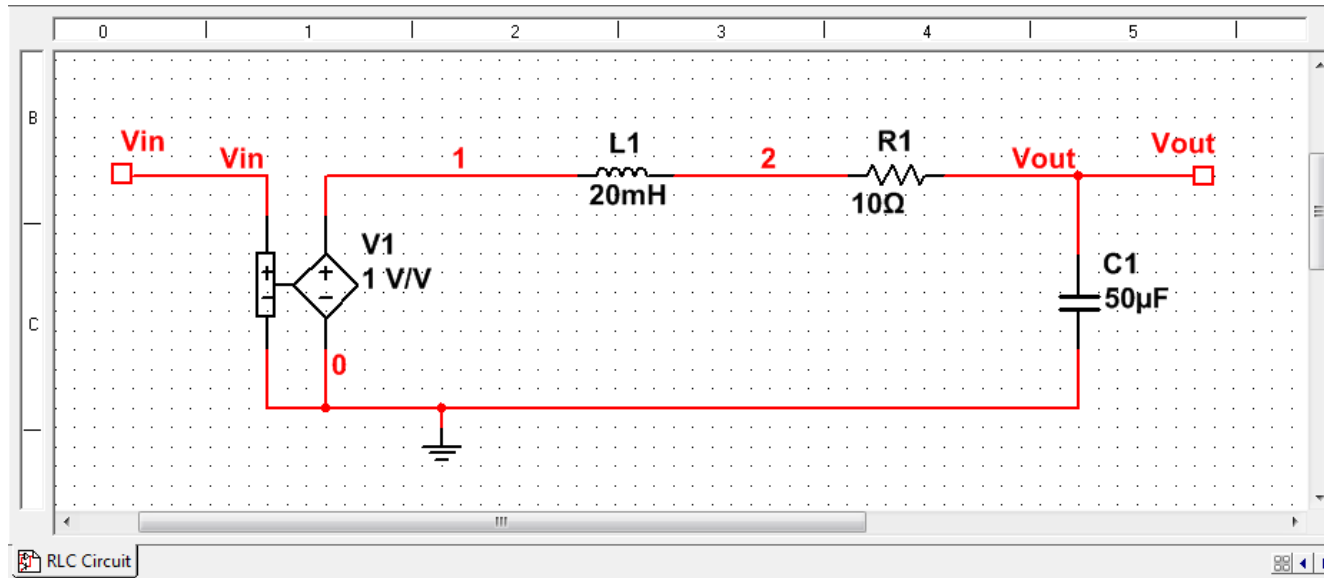 0 1 2 3 4 5
B
C
Vin
Vin
1
L1
20mH
2
R1
10Ω
Vout
Vout
V1
1 V/V
0
C1
50µF
RLC Circuit